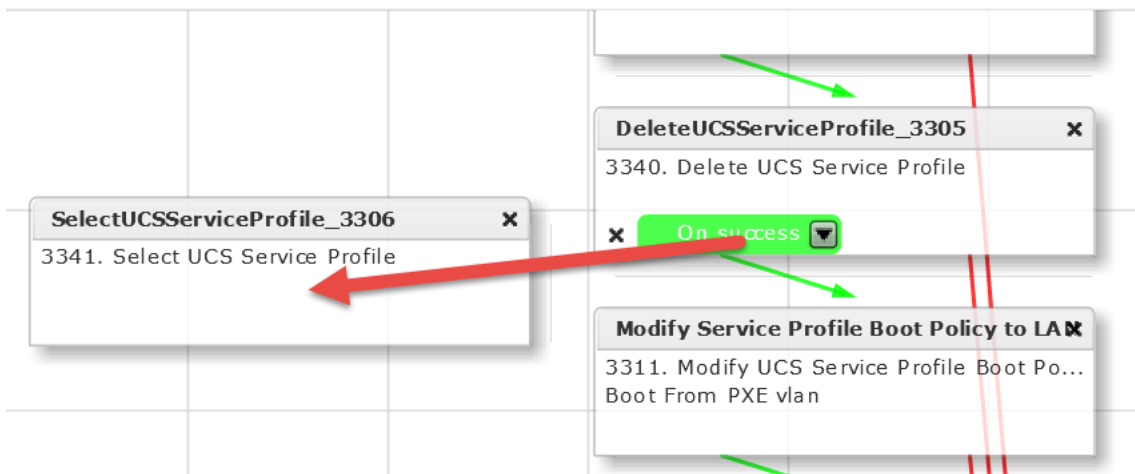 DeleteUCSServiceProfile_3305
3340. Delete UCS Service Profile
On success
SelectUCSServiceProfile_3306
3341. Select UCS Service Profile
Modify Service Profile Boot Policy to LA
3311. Modify UCS Service Profile Boot Po...
Boot From PXE vlan